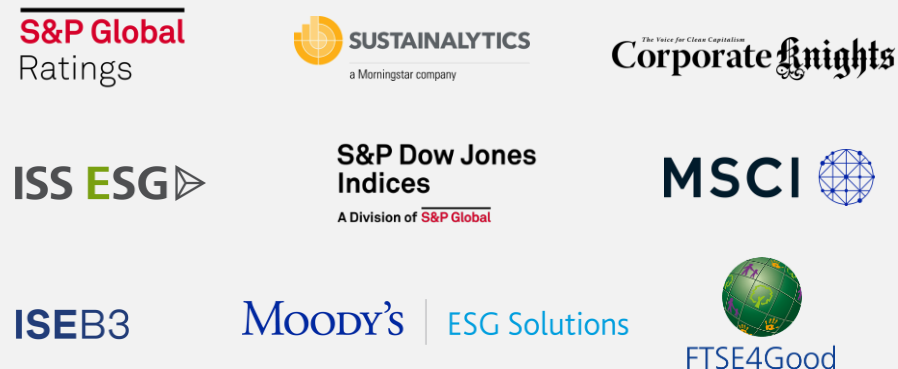 S&P Global
Ratings
SUSTAINALYTICS
a Morningstar company
The Voice for Clean Capitalism
Corporate Knights
ISS ESG
S&P Dow Jones
Indices
A Division of S&P Global
MSCI
ISEB3
MOODY'S
ESG Solutions
FTSE4Good